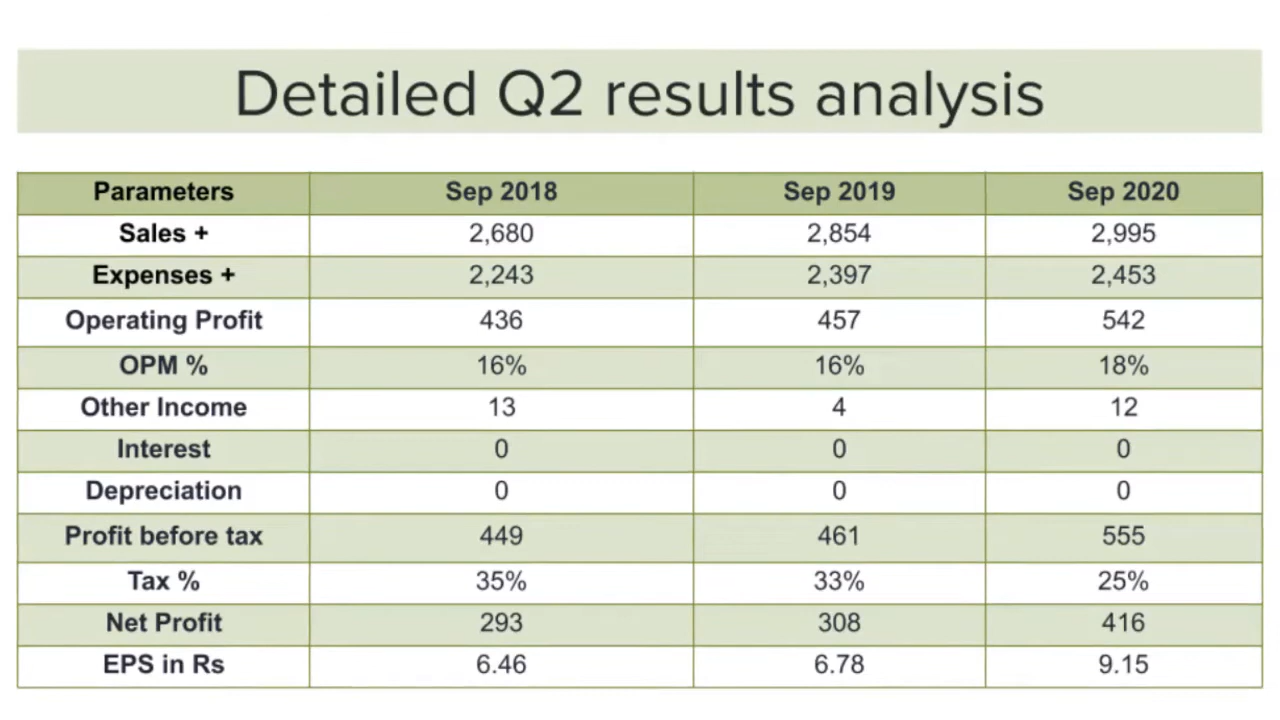 Detailed Q2 results analysis
Parameters Sep 2018 Sep 2019 Sep 2020
Sales + 2,680 2,854 2,995
Expenses + 2,243 2,397 2,453
Operating Profit 436 457 542
OPM % 16% 16% 18%
Other Income 13 4 12
Interest 0 0 0
Depreciation 0 0 0
Profit before tax 449 461 555
Tax % 35% 33% 25%
Net Profit 293 308 416
EPS in Rs 6.46 6.78 9.15